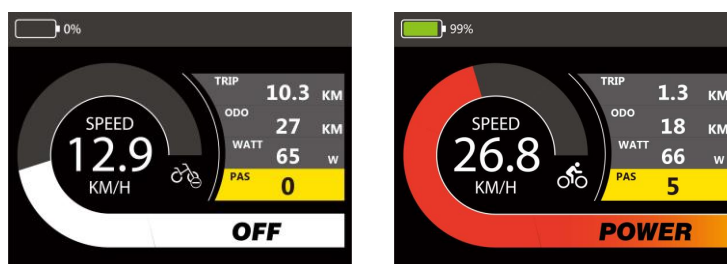 0%
TRIP 10.3 KM
ODO 27 KM
WATT 65 W
PAS 0
SPEED
12.9
KM/H
OFF
99%
TRIP 1.3 KM
ODO 18 KM
WATT 66 W
PAS 5
SPEED
26.8
KM/H
POWER